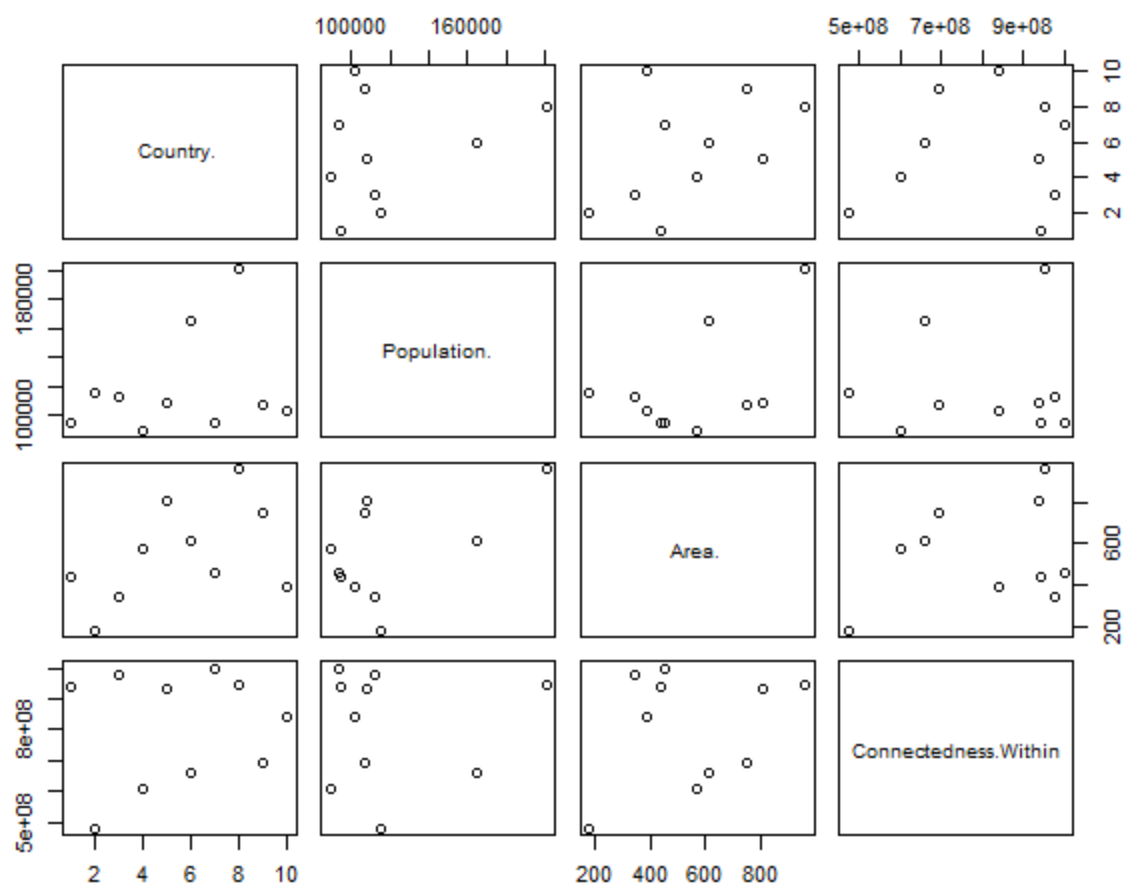 100000 160000
5e+08 7e+08 9e+08
Country.
2 4 6 8 10
100000 180000
Population.
Area.
200 600
5e+08 8e+08
Connectedness.Within
2 4 6 8 10
200 400 600 800